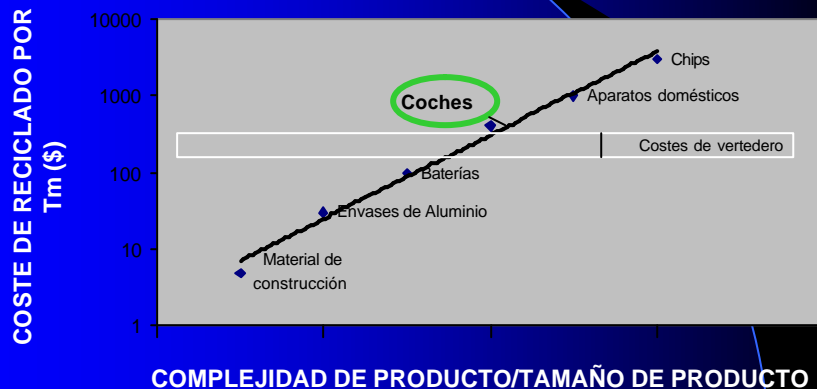 COSTE DE RECICLADO POR
Tm ($)
10000
1000
100
10
1
Chips
Aparatos domésticos
Coches
Costes de vertedero
Baterías
Envases de Aluminio
Material de
construcción
COMPLEJIDAD DE PRODUCTO/TAMAÑO DE PRODUCTO